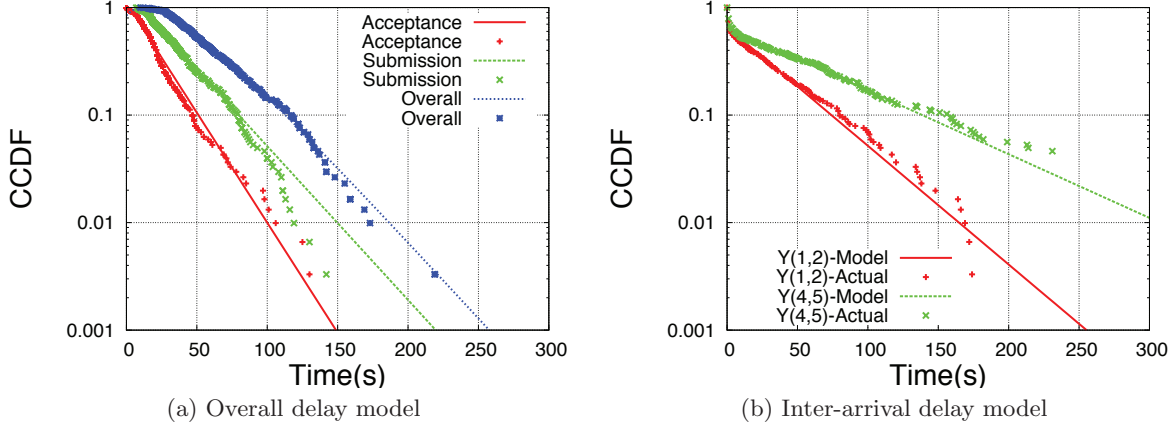 CCDF
1
0.1
0.01
0.001
0 50 100 150 200 250 300
Time(s)
Acceptance
Acceptance
Submission
Submission
Overall
Overall
(a) Overall delay model
CCDF
1
0.1
0.01
0.001
0 50 100 150 200 250 300
Time(s)
Y(1,2)-Model
Y(1,2)-Actual
Y(4,5)-Model
Y(4,5)-Actual
(b) Inter-arrival delay model